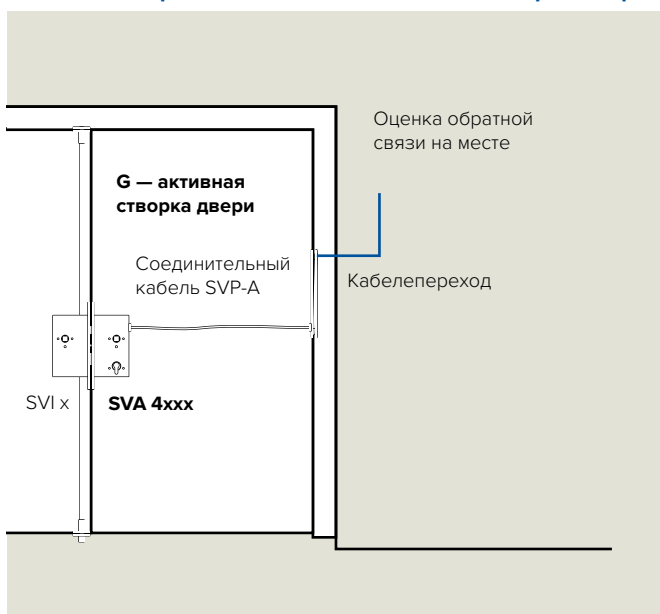 Оценка обратной
связи на месте
G — активная
створка двери
Соединительный
кабель SVP-A
Кабелепереход
SVI x
SVA 4xxx